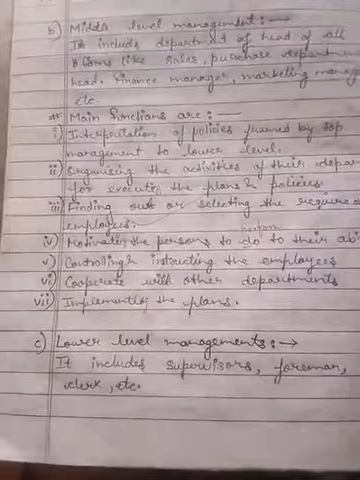 b) Middle level management:→
It includes department of head of all
like sales, purchase department
head. Finance manager, marketing manag
etc.
# Main functions are:—
i) Interpretation of policies framed by top
management to lower level.
ii) Organising the activities of their depar
for executing the plans & policies
iii) Finding out or selecting the require
employees.
iv) Motivate the persons to do to their abi
v) Controlling & instructing the employees
vi) Cooperate with other departments
vii) Implementing the plans.
c) Lower level managements:→
It includes supervisors, foreman,
clerk, etc.